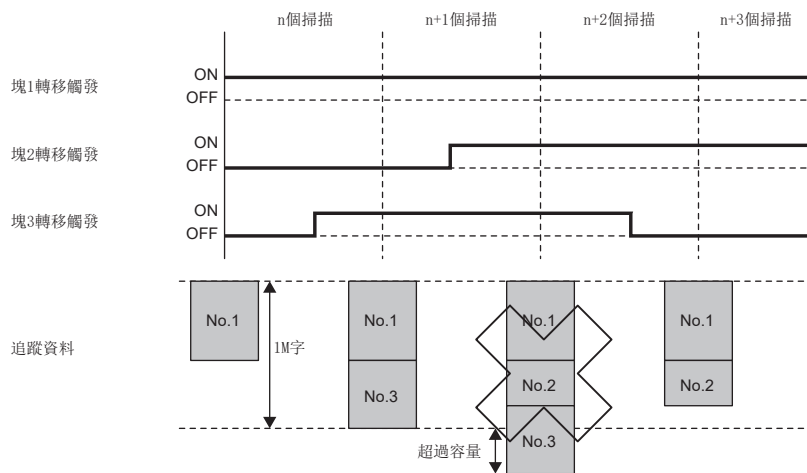 n個掃描 n+1個掃描 n+2個掃描 n+3個掃描
塊1轉移觸發 ON
OFF
塊2轉移觸發 ON
OFF
塊3轉移觸發 ON
OFF
追蹤資料
No.1
1M字
No.1
No.3
No.1
No.2
No.3
No.1
No.2
超過容量